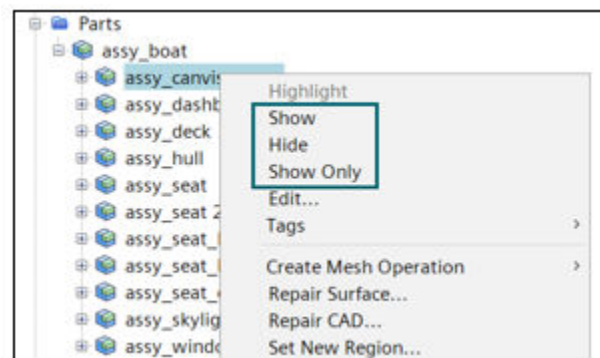 Parts
assy_boat
assy_canvis
assy_dashb
assy_deck
assy_hull
assy_seat
assy_seat 2
assy_seat_
assy_seat_
assy_seat_
assy_skylig
assy_windo
Highlight
Show
Hide
Show Only
Edit...
Tags
Create Mesh Operation
Repair Surface...
Repair CAD...
Set New Region...